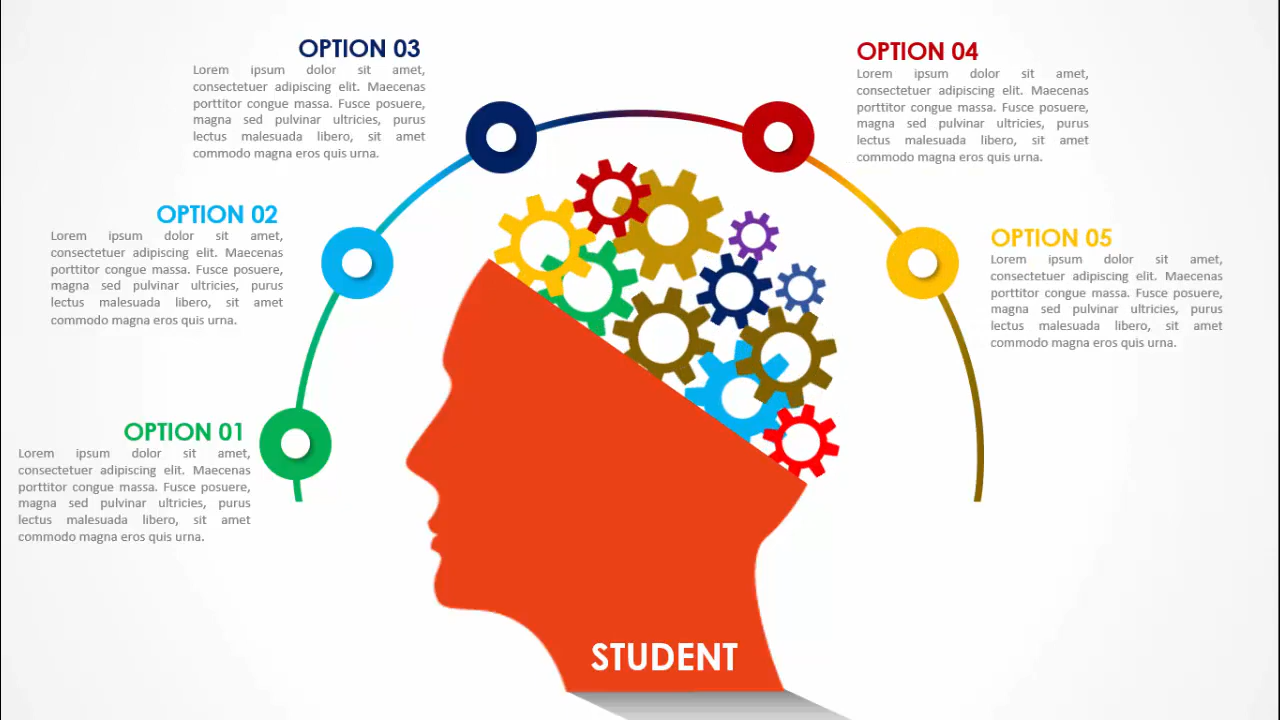 OPTION 03
Lorem ipsum dolor sit amet,
consectetuer adipiscing elit. Maecenas
porttitor congue massa. Fusce posuere,
magna sed pulvinar ultricies, purus
lectus malesuada libero, sit amet
commodo magna eros quis urna.
OPTION 04
Lorem ipsum dolor sit amet,
consectetuer adipiscing elit. Maecenas
porttitor congue massa. Fusce posuere,
magna sed pulvinar ultricies, purus
lectus malesuada libero, sit amet
commodo magna eros quis urna.
OPTION 02
Lorem ipsum dolor sit amet,
consectetuer adipiscing elit. Maecenas
porttitor congue massa. Fusce posuere,
magna sed pulvinar ultricies, purus
lectus malesuada libero, sit amet
commodo magna eros quis urna.
OPTION 05
Lorem ipsum dolor sit amet,
consectetuer adipiscing elit. Maecenas
porttitor congue massa. Fusce posuere,
magna sed pulvinar ultricies, purus
lectus malesuada libero, sit amet
commodo magna eros quis urna.
OPTION 01
Lorem ipsum dolor sit amet,
consectetuer adipiscing elit. Maecenas
porttitor congue massa. Fusce posuere,
magna sed pulvinar ultricies, purus
lectus malesuada libero, sit amet
commodo magna eros quis urna.
STUDENT